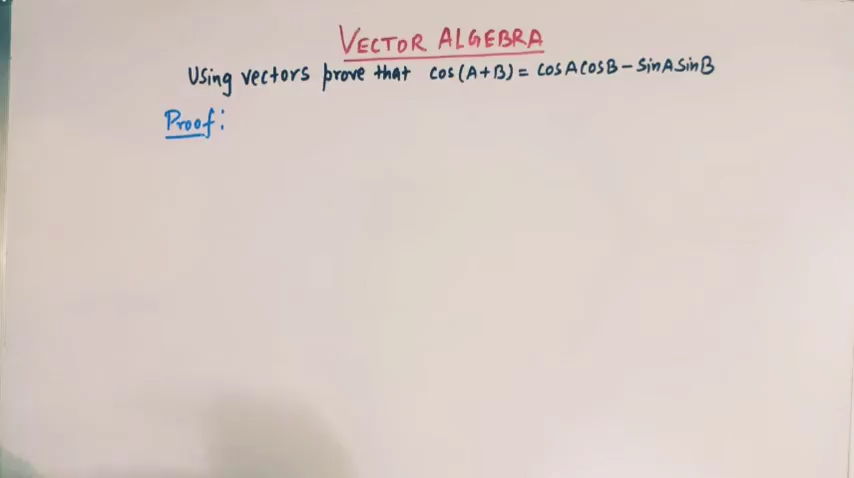 VECTOR ALGEBRA
Using vectors prove that cos(A+B) = cosAcosB - SinASinB
Proof: